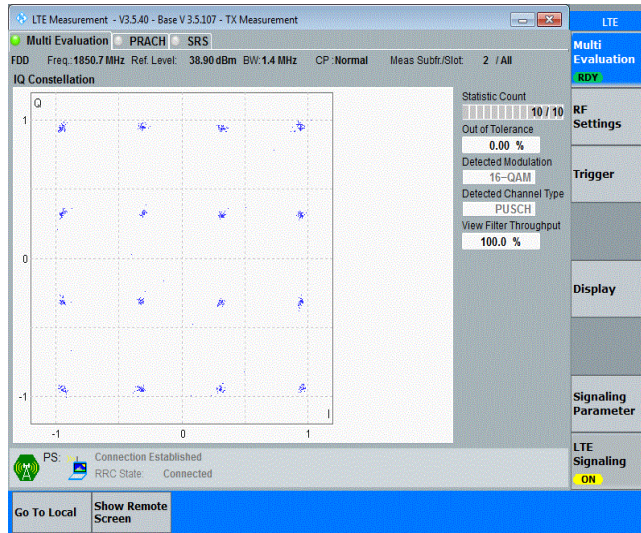 LTE Measurement - V3.5.40 - Base V 3.5.107 - TX Measurement
LTE
Multi Evaluation PRACH SRS
FDD Freq.:1850.7 MHz Ref. Level: 38.90 dBm BW:1.4 MHz CP :Normal Meas Subfr./Slot: 2 / All
IQ Constellation
Q
1
0
-1
-1 0 1
I
Statistic Count
10 / 10
Out of Tolerance
0.00 %
Detected Modulation
16-QAM
Detected Channel Type
PUSCH
View Filter Throughput
100.0 %
Multi
Evaluation
RDY
RF
Settings
Trigger
Display
Signaling
Parameter
LTE
Signaling
ON
PS: Connection Established
RRC State: Connected
Go To Local
Show Remote
Screen